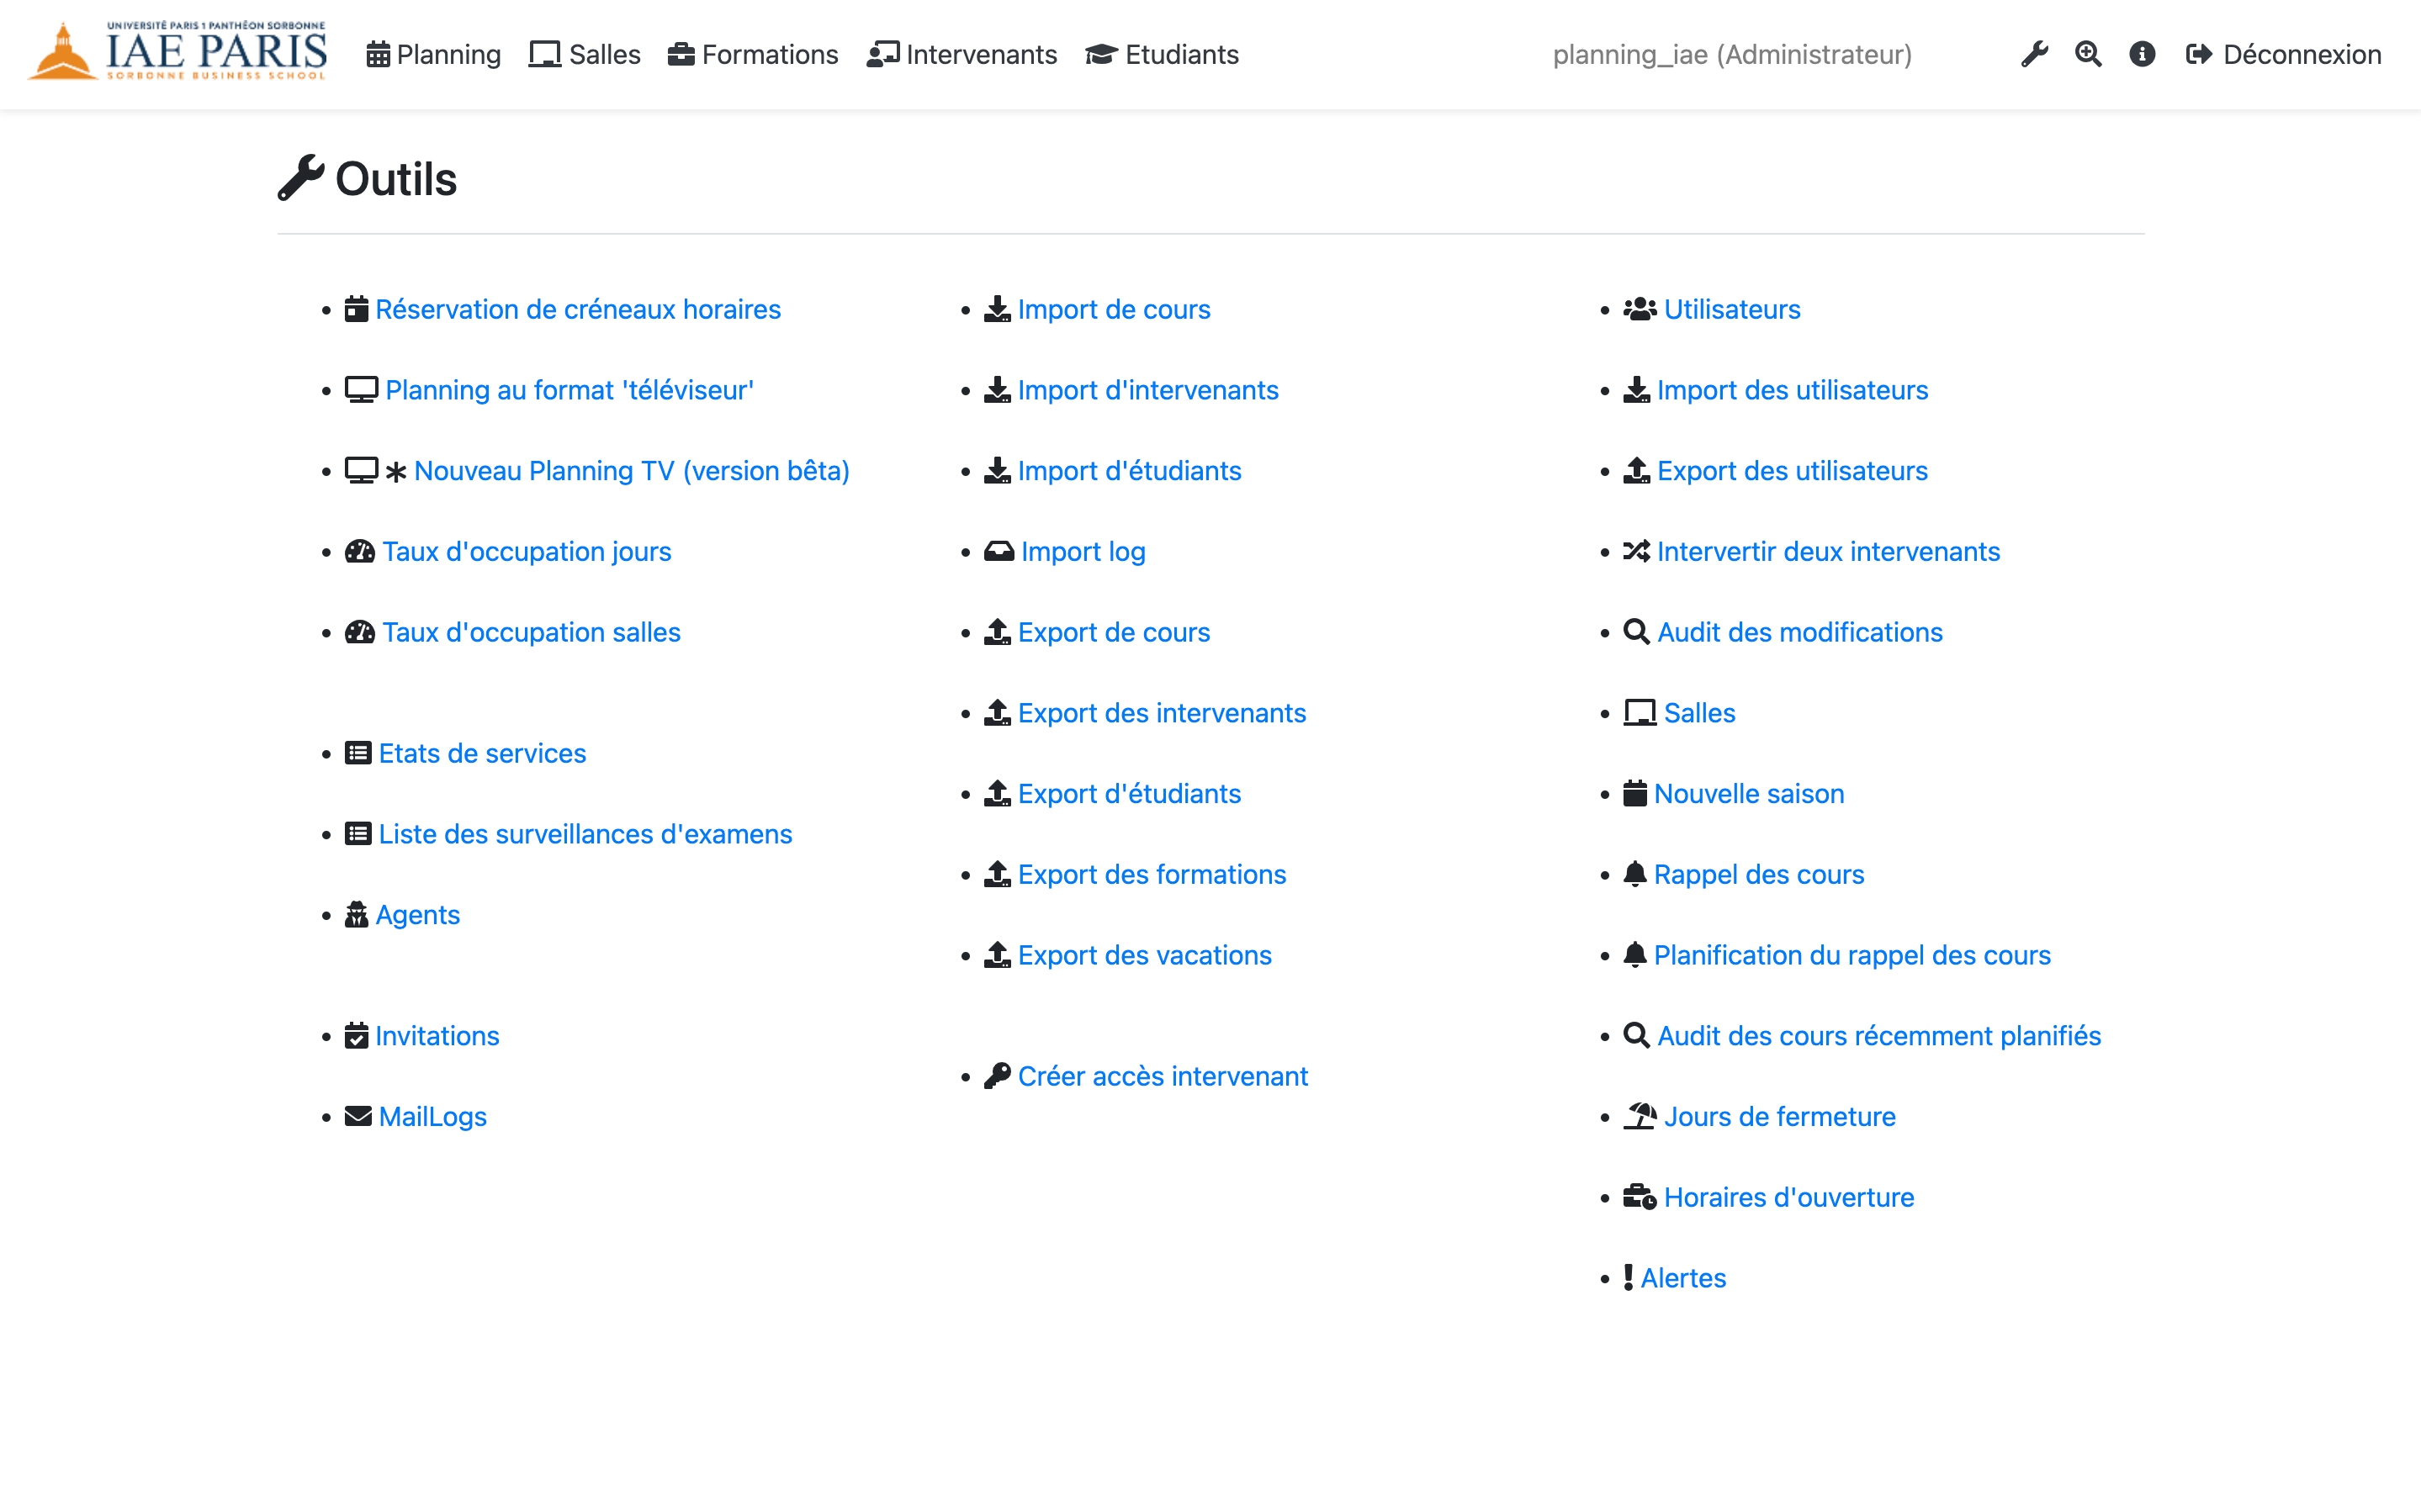 UNIVERSITÉ PARIS 1 PANTHÉON SORBONNE
IAE PARIS
SORBONNE BUSINESS SCHOOL
Planning
Salles
Formations
Intervenants
Etudiants
planning_iae (Administrateur)
Déconnexion
Outils
Réservation de créneaux horaires
Planning au format 'téléviseur'
Nouveau Planning TV (version bêta)
Taux d'occupation jours
Taux d'occupation salles
Etats de services
Liste des surveillances d'examens
Agents
Invitations
MailLogs
Import de cours
Import d'intervenants
Import d'étudiants
Import log
Export de cours
Export des intervenants
Export d'étudiants
Export des formations
Export des vacations
Créer accès intervenant
Utilisateurs
Import des utilisateurs
Export des utilisateurs
Intervertir deux intervenants
Audit des modifications
Salles
Nouvelle saison
Rappel des cours
Planification du rappel des cours
Audit des cours récemment planifiés
Jours de fermeture
Horaires d'ouverture
Alertes